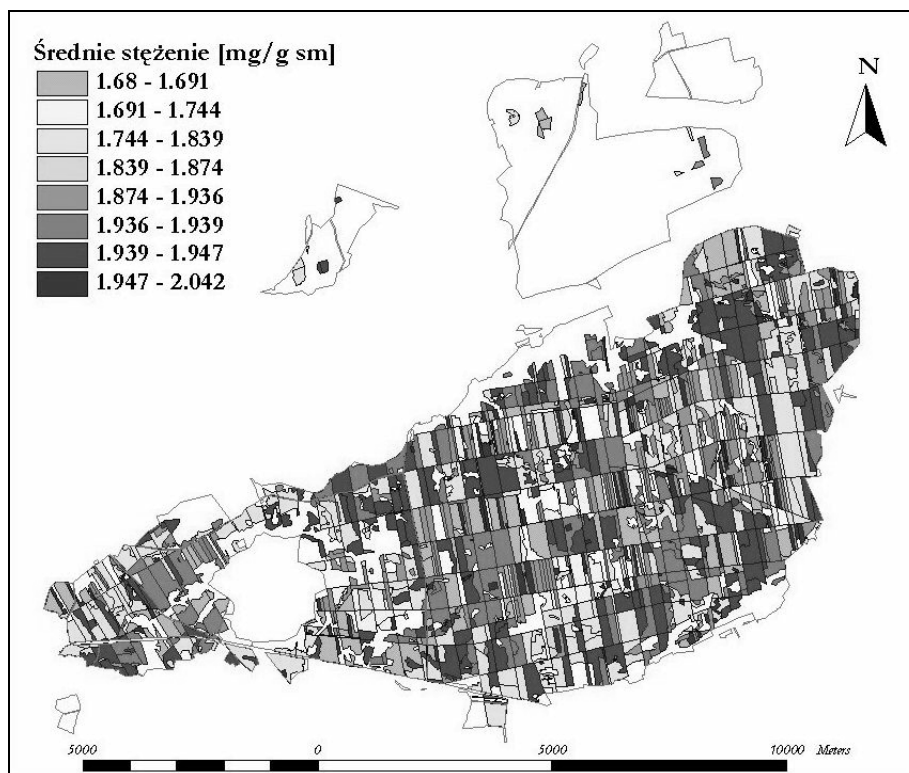 Średnie stężenie [mg/g sm]
1.68 - 1.691
1.691 - 1.744
1.744 - 1.839
1.839 - 1.874
1.874 - 1.936
1.936 - 1.939
1.939 - 1.947
1.947 - 2.042
N
5000 0 5000 10000 Meters